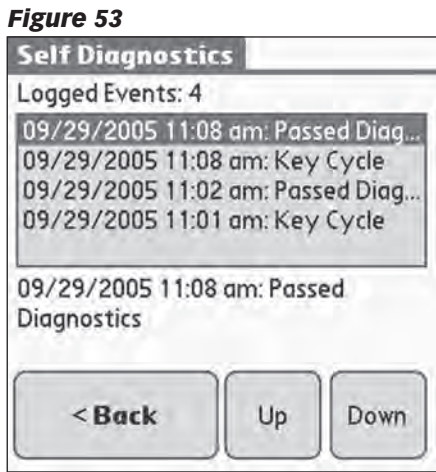 Figure 53
Self Diagnostics
Logged Events: 4
09/29/2005 11:08 am: Passed Diag...
09/29/2005 11:08 am: Key Cycle
09/29/2005 11:02 am: Passed Diag...
09/29/2005 11:01 am: Key Cycle
09/29/2005 11:08 am: Passed
Diagnostics
< Back
Up
Down